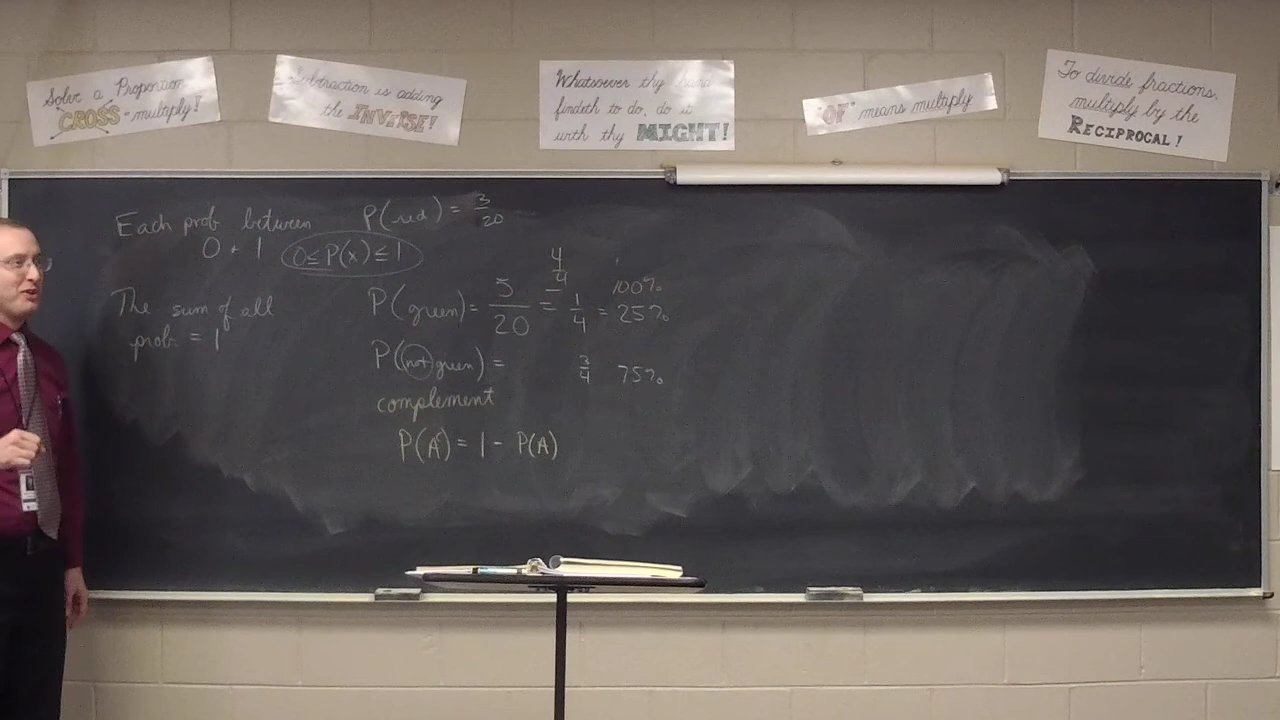 Solve a Proportion?
CROSS-multiply!
Subtraction is adding
the INVERSE!
Whatsoever thy hand
findeth to do, do it
with thy MIGHT!
"OF" means multiply
To divide fractions,
multiply by the
RECIPROCAL!
Each prob between
0 + 1
0≤P(x)≤1
The sum of all
prob = 1
P(red) = 3/20
4/4
100%
P(green) = 5/20 = 1/4 = 25%
P(not green) = 3/4 75%
complement
P(A') = 1 - P(A)